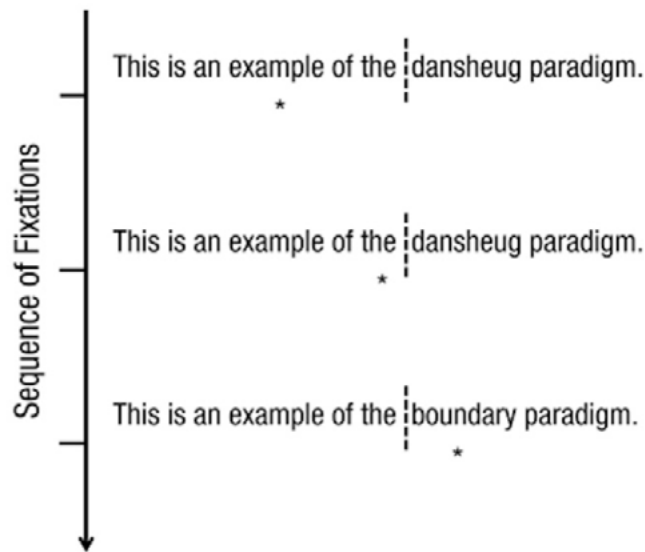 This is an example of the dansheug paradigm.
*
Sequence of Fixations
This is an example of the dansheug paradigm.
*
This is an example of the boundary paradigm.
*